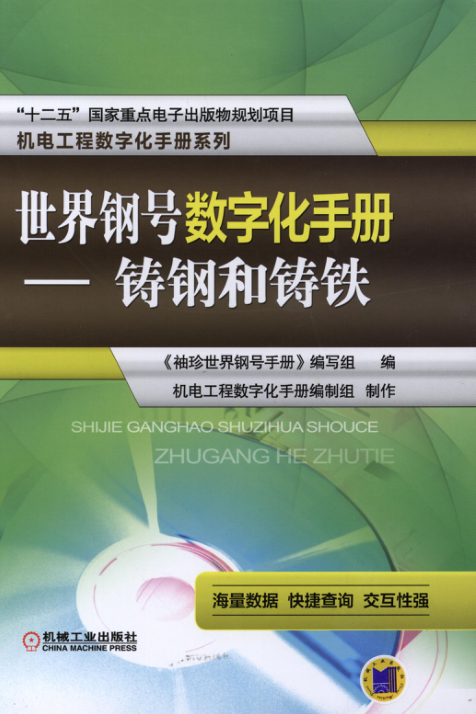 “十二五”国家重点电子出版物规划项目
机电工程数字化手册系列
世界钢号数字化手册
—— 铸钢和铸铁
《袖珍世界钢号手册》编写组 编
机电工程数字化手册编制组 制作
SHIJIE GANGHAO SHUZIHUA SHOUCE
ZHUGANG HE ZHUTIE
海量数据 快捷查询 交互性强
机械工业出版社
CHINA MACHINE PRESS